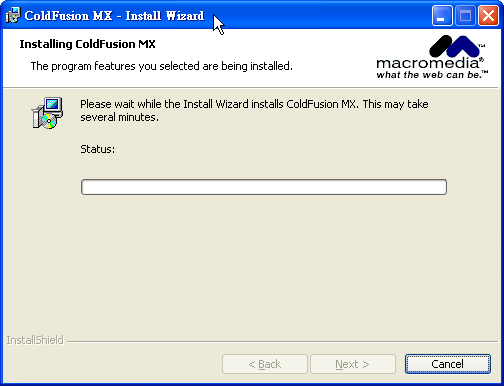 ColdFusion MX - Install Wizard
Installing ColdFusion MX
The program features you selected are being installed.
macromedia®
what the web can be.™
Please wait while the Install Wizard installs ColdFusion MX. This may take
several minutes.
Status:
InstallShield
< Back
Next >
Cancel